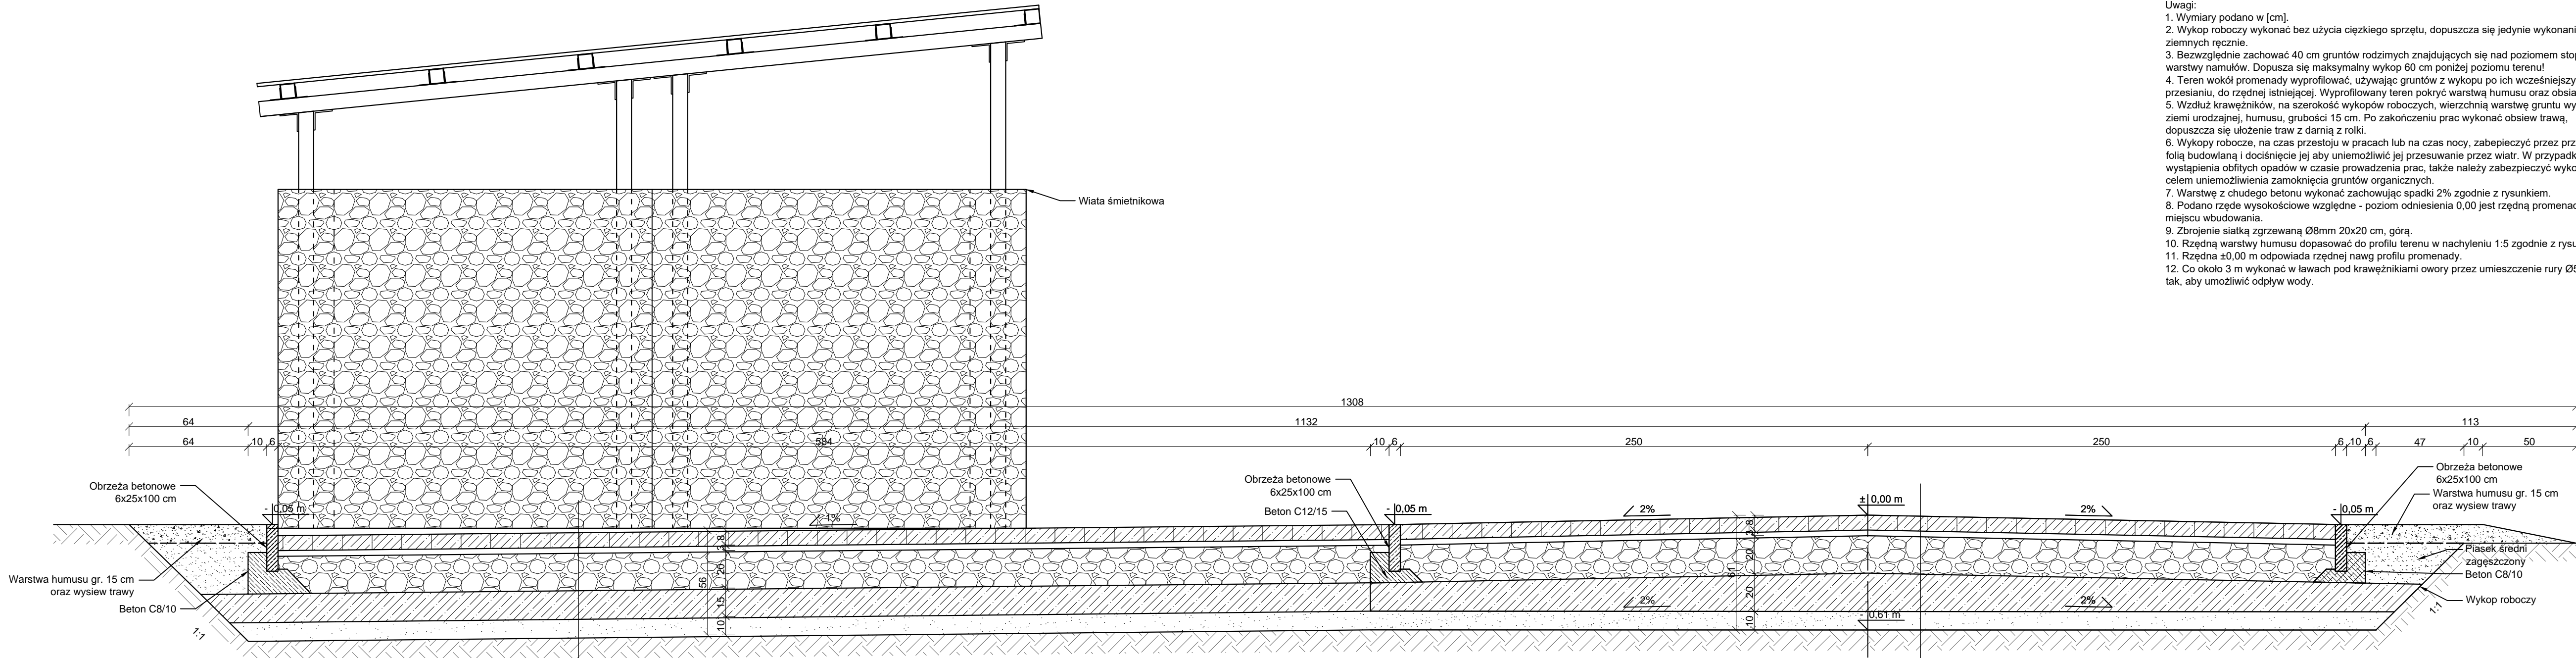 Uwagi:
1. Wymiary podano w [cm].
2. Wykop roboczy wykonać bez użycia cięzkiego sprzętu, dopuszcza się jedynie wykonani
ziemnych ręcznie.
3. Bezwzględnie zachować 40 cm gruntów rodzimych znajdujących się nad poziomem sto
warstwy namułów. Dopusza się maksymalny wykop 60 cm poniżej poziomu terenu!
4. Teren wokół promenady wyprofilować, używając gruntów z wykopu po ich wcześniejszy
przesianiu, do rzędnej istniejącej. Wyprofilowany teren pokryć warstwą humusu oraz obsia
5. Wzdłuż krawężników, na szerokość wykopów roboczych, wierzchnią warstwę gruntu wy
ziemi urodzajnej, humusu, grubości 15 cm. Po zakończeniu prac wykonać obsiew trawą,
dopuszcza się ułożenie traw z darnią z rolki.
6. Wykopy robocze, na czas przestoju w pracach lub na czas nocy, zabepieczyć przez prz
folią budowlaną i dociśnięcie jej aby uniemożliwić jej przesuwanie przez wiatr. W przypadk
wystąpienia obfitych opadów w czasie prowadzenia prac, także należy zabezpieczyć wyko
celem uniemożliwienia zamoknięcia gruntów organicznych.
7. Warstwę z chudego betonu wykonać zachowując spadki 2% zgodnie z rysunkiem.
8. Podano rzęde wysokościowe względne - poziom odniesienia 0,00 jest rzędną promenad
miejscu wbudowania.
9. Zbrojenie siatką zgrzewaną Ø8mm 20x20 cm, górą.
10. Rzędną warstwy humusu dopasować do profilu terenu w nachyleniu 1:5 zgodnie z rysu
11. Rzędna ±0,00 m odpowiada rzędnej nawg profilu promenady.
12. Co około 3 m wykonać w ławach pod krawężnikiami owory przez umieszczenie rury Ø5
tak, aby umożliwić odpływ wody.
Wiata śmietnikowa
1308
64 1132 113
64 10 6 584 10 6 250 250 6 10 6 47 10 50
Obrzeża betonowe
6x25x100 cm
- 0,05 m
1%
Obrzeża betonowe
6x25x100 cm
Beton C12/15
- 0,05 m
2%
± 0,00 m
2%
- 0,05 m
Obrzeża betonowe
6x25x100 cm
Warstwa humusu gr. 15 cm
oraz wysiew trawy
Piasek średni
zagęszczony
Beton C8/10
Wykop roboczy
1:1
Warstwa humusu gr. 15 cm
oraz wysiew trawy
Beton C8/10
1:1
3 8
20
15
10
56
3 8
20
20
10
61
2%
- 0,61 m
2%